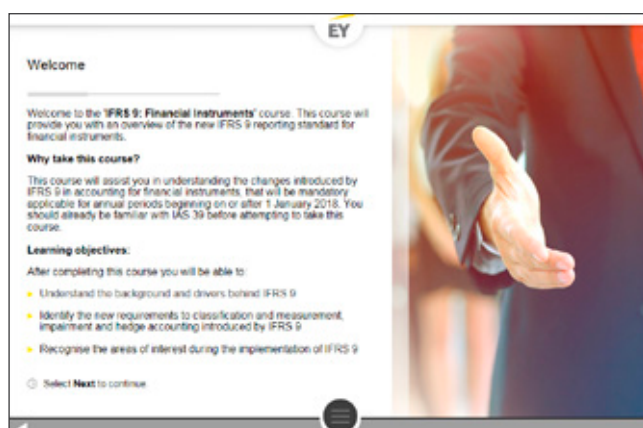 EY
Welcome
Welcome to the 'IFRS 9: Financial Instruments' course. This course will
provide you with an overview of the new IFRS 9 reporting standard for
financial instruments.
Why take this course?
This course will assist you in understanding the changes introduced by
IFRS 9 in accounting for financial instruments, that will be mandatory
applicable for annual periods beginning on or after 1 January 2018. You
should already be familiar with IAS 39 before attempting to take this
course.
Learning objectives:
After completing this course you will be able to:
Understand the background and drivers behind IFRS 9
Identify the new requirements to classification and measurement,
impairment and hedge accounting introduced by IFRS 9
Recognise the areas of interest during the implementation of IFRS 9
Select Next to continue